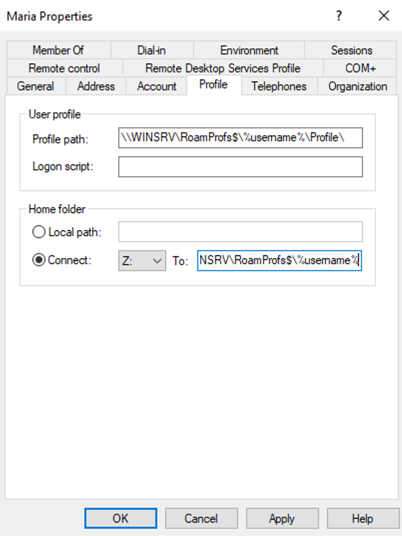 Maria Properties ? ✕
Member Of Dial-in Environment Sessions
Remote control Remote Desktop Services Profile COM+
General Address Account Profile Telephones Organization
User profile
Profile path: \\WINSRV\RoamProfs$\%username%\Profile\
Logon script:
Home folder
Local path:
Connect: Z: To: NSRV\RoamProfs$\%username%
OK Cancel Apply Help